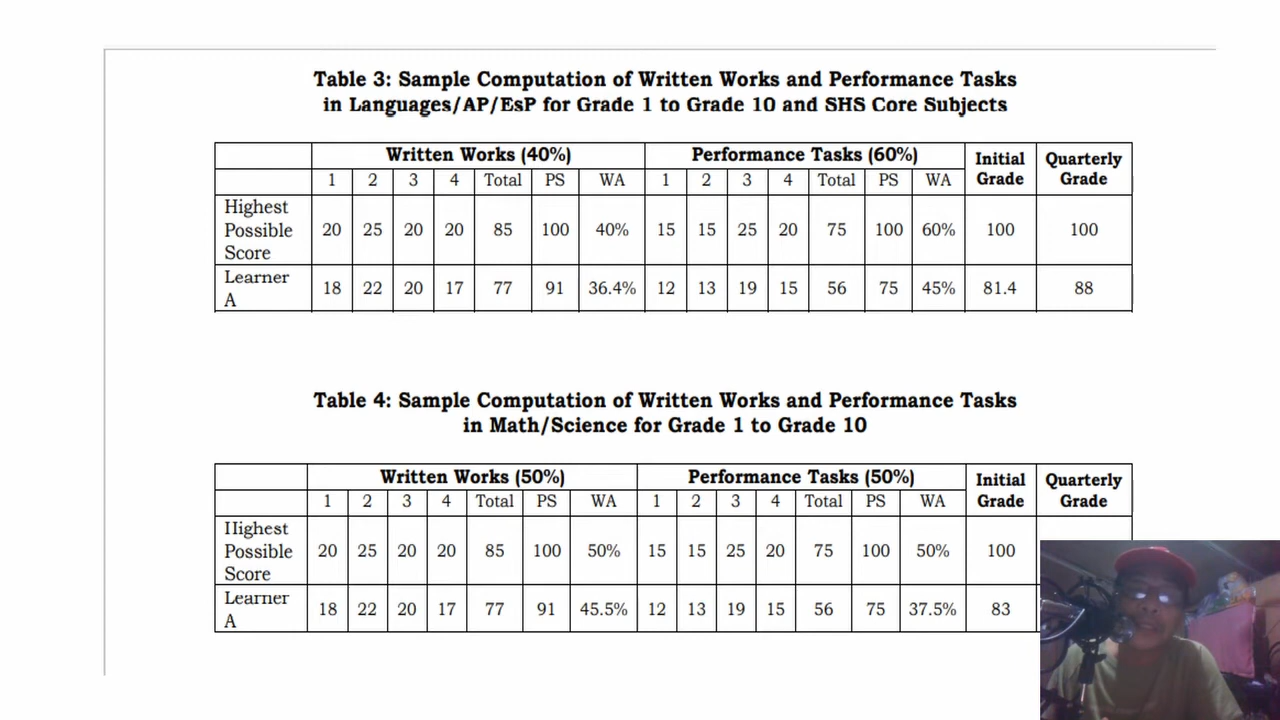 Table 3: Sample Computation of Written Works and Performance Tasks
in Languages/AP/EsP for Grade 1 to Grade 10 and SHS Core Subjects
Written Works (40%) Performance Tasks (60%) Initial Grade Quarterly Grade
1 2 3 4 Total PS WA 1 2 3 4 Total PS WA
Highest Possible Score 20 25 20 20 85 100 40% 15 15 25 20 75 100 60% 100 100
Learner A 18 22 20 17 77 91 36.4% 12 13 19 15 56 75 45% 81.4 88
Table 4: Sample Computation of Written Works and Performance Tasks
in Math/Science for Grade 1 to Grade 10
Written Works (50%) Performance Tasks (50%) Initial Grade Quarterly Grade
1 2 3 4 Total PS WA 1 2 3 4 Total PS WA
Highest Possible Score 20 25 20 20 85 100 50% 15 15 25 20 75 100 50% 100
Learner A 18 22 20 17 77 91 45.5% 12 13 19 15 56 75 37.5% 83